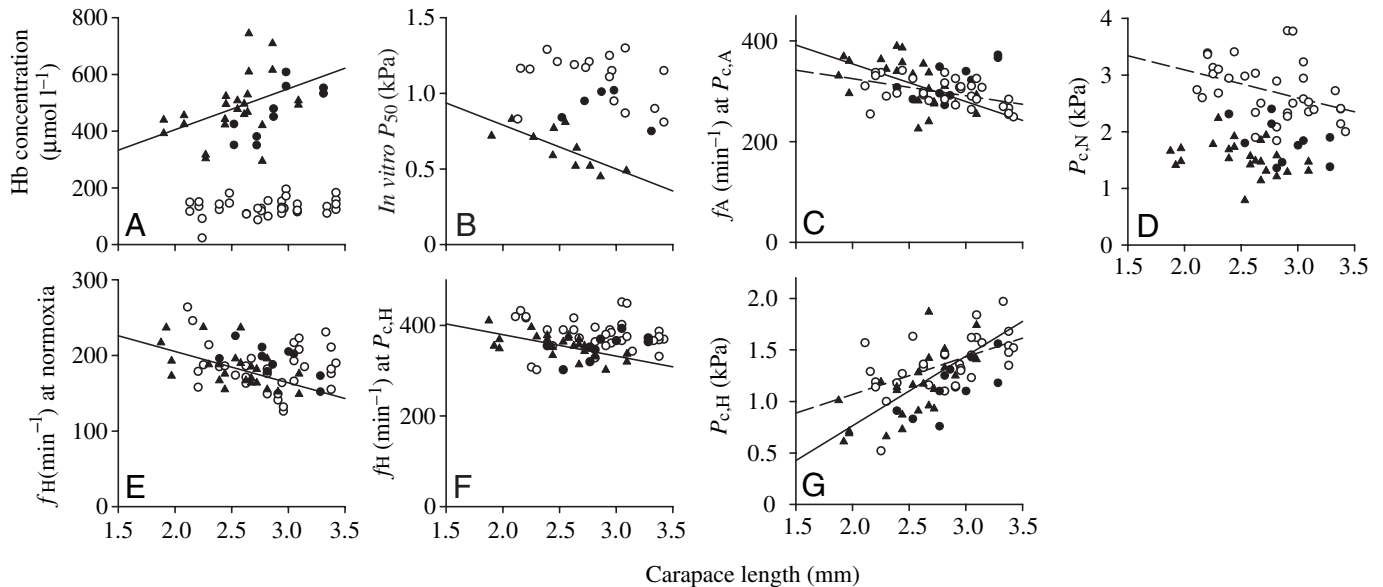 Hb concentration
(µmol l⁻¹)
800
600
400
200
0
A
In vitro P50 (kPa)
1.5
1.0
0.5
0
B
fA (min⁻¹) at Pc,A
400
200
0
C
Pc,N (kPa)
4
3
2
1
0
D
1.5 2.0 2.5 3.0 3.5
fH(min⁻¹) at normoxia
300
200
100
0
E
1.5 2.0 2.5 3.0 3.5
fH (min⁻¹) at Pc,H
400
200
0
F
1.5 2.0 2.5 3.0 3.5
Pc,H (kPa)
2.0
1.5
1.0
0.5
0
G
1.5 2.0 2.5 3.0 3.5
Carapace length (mm)